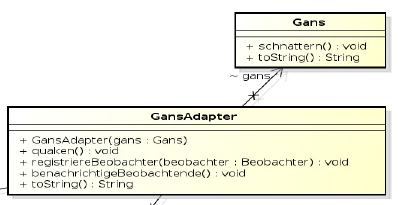 Gans
+ schnattern() : void
+ toString() : String
~ gans
GansAdapter
+ GansAdapter(gans : Gans)
+ quaken() : void
+ registriereBeobachter(beobachter : Beobachter) : void
+ benachrichtigeBeobachtende() : void
+ toString() : String